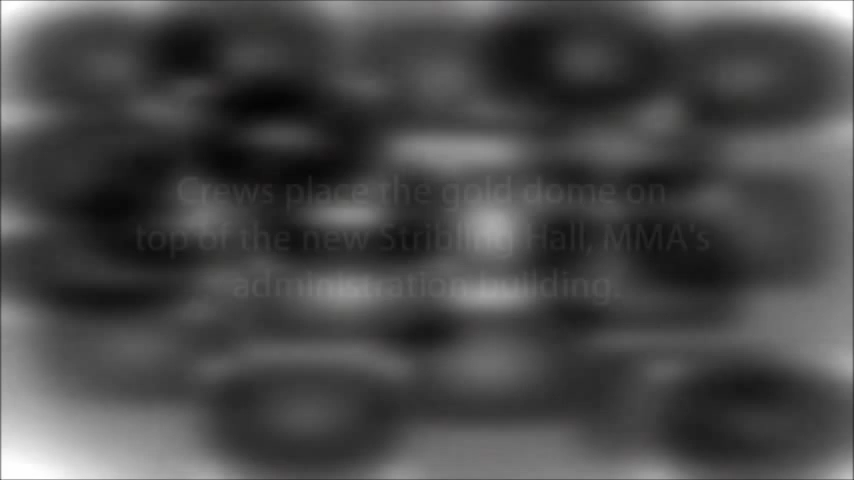 Crews place the gold dome on
top of the new Stribling Hall, MMA's
administration building.